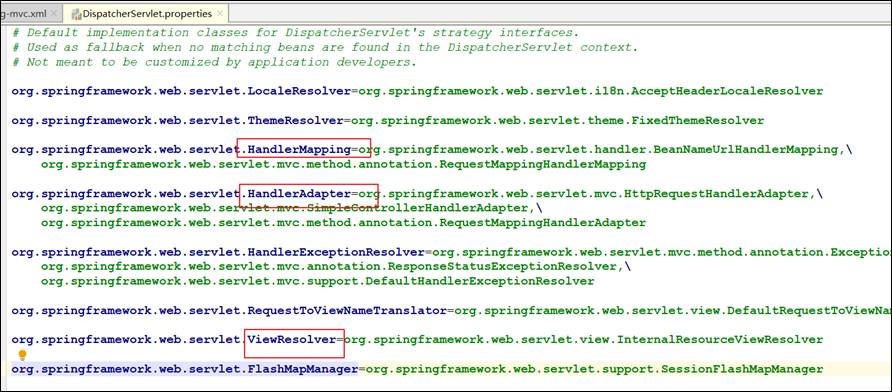 g-mvc.xml DispatcherServlet.properties
# Default implementation classes for DispatcherServlet's strategy interfaces.
# Used as fallback when no matching beans are found in the DispatcherServlet context.
# Not meant to be customized by application developers.
org.springframework.web.servlet.LocaleResolver=org.springframework.web.servlet.i18n.AcceptHeaderLocaleResolver
org.springframework.web.servlet.ThemeResolver=org.springframework.web.servlet.theme.FixedThemeResolver
org.springframework.web.servlet.HandlerMapping=org.springframework.web.servlet.handler.BeanNameUrlHandlerMapping,\
org.springframework.web.servlet.mvc.method.annotation.RequestMappingHandlerMapping
org.springframework.web.servlet.HandlerAdapter=org.springframework.web.servlet.mvc.HttpRequestHandlerAdapter,\
org.springframework.web.servlet.mvc.SimpleControllerHandlerAdapter,\
org.springframework.web.servlet.mvc.method.annotation.RequestMappingHandlerAdapter
org.springframework.web.servlet.HandlerExceptionResolver=org.springframework.web.servlet.mvc.method.annotation.Exception
org.springframework.web.servlet.mvc.annotation.ResponseStatusExceptionResolver,\
org.springframework.web.servlet.mvc.support.DefaultHandlerExceptionResolver
org.springframework.web.servlet.RequestToViewNameTranslator=org.springframework.web.servlet.view.DefaultRequestToViewNam
org.springframework.web.servlet.ViewResolver=org.springframework.web.servlet.view.InternalResourceViewResolver
org.springframework.web.servlet.FlashMapManager=org.springframework.web.servlet.support.SessionFlashMapManager